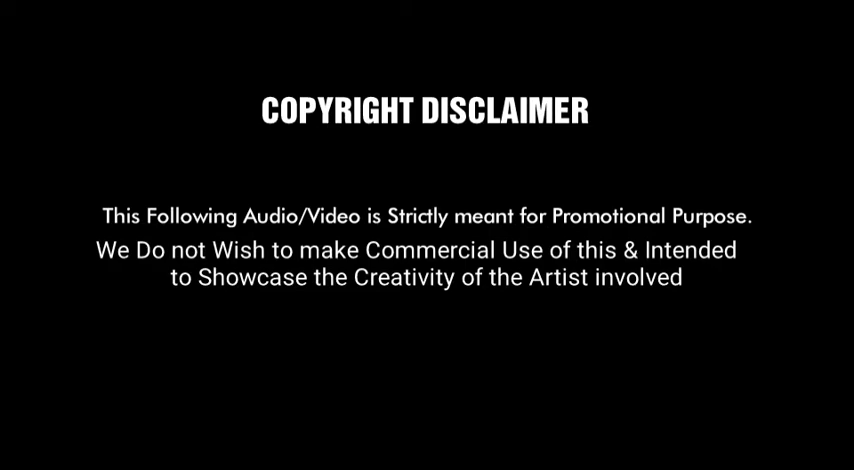 COPYRIGHT DISCLAIMER
This Following Audio/Video is Strictly meant for Promotional Purpose.
We Do not Wish to make Commercial Use of this & Intended
to Showcase the Creativity of the Artist involved